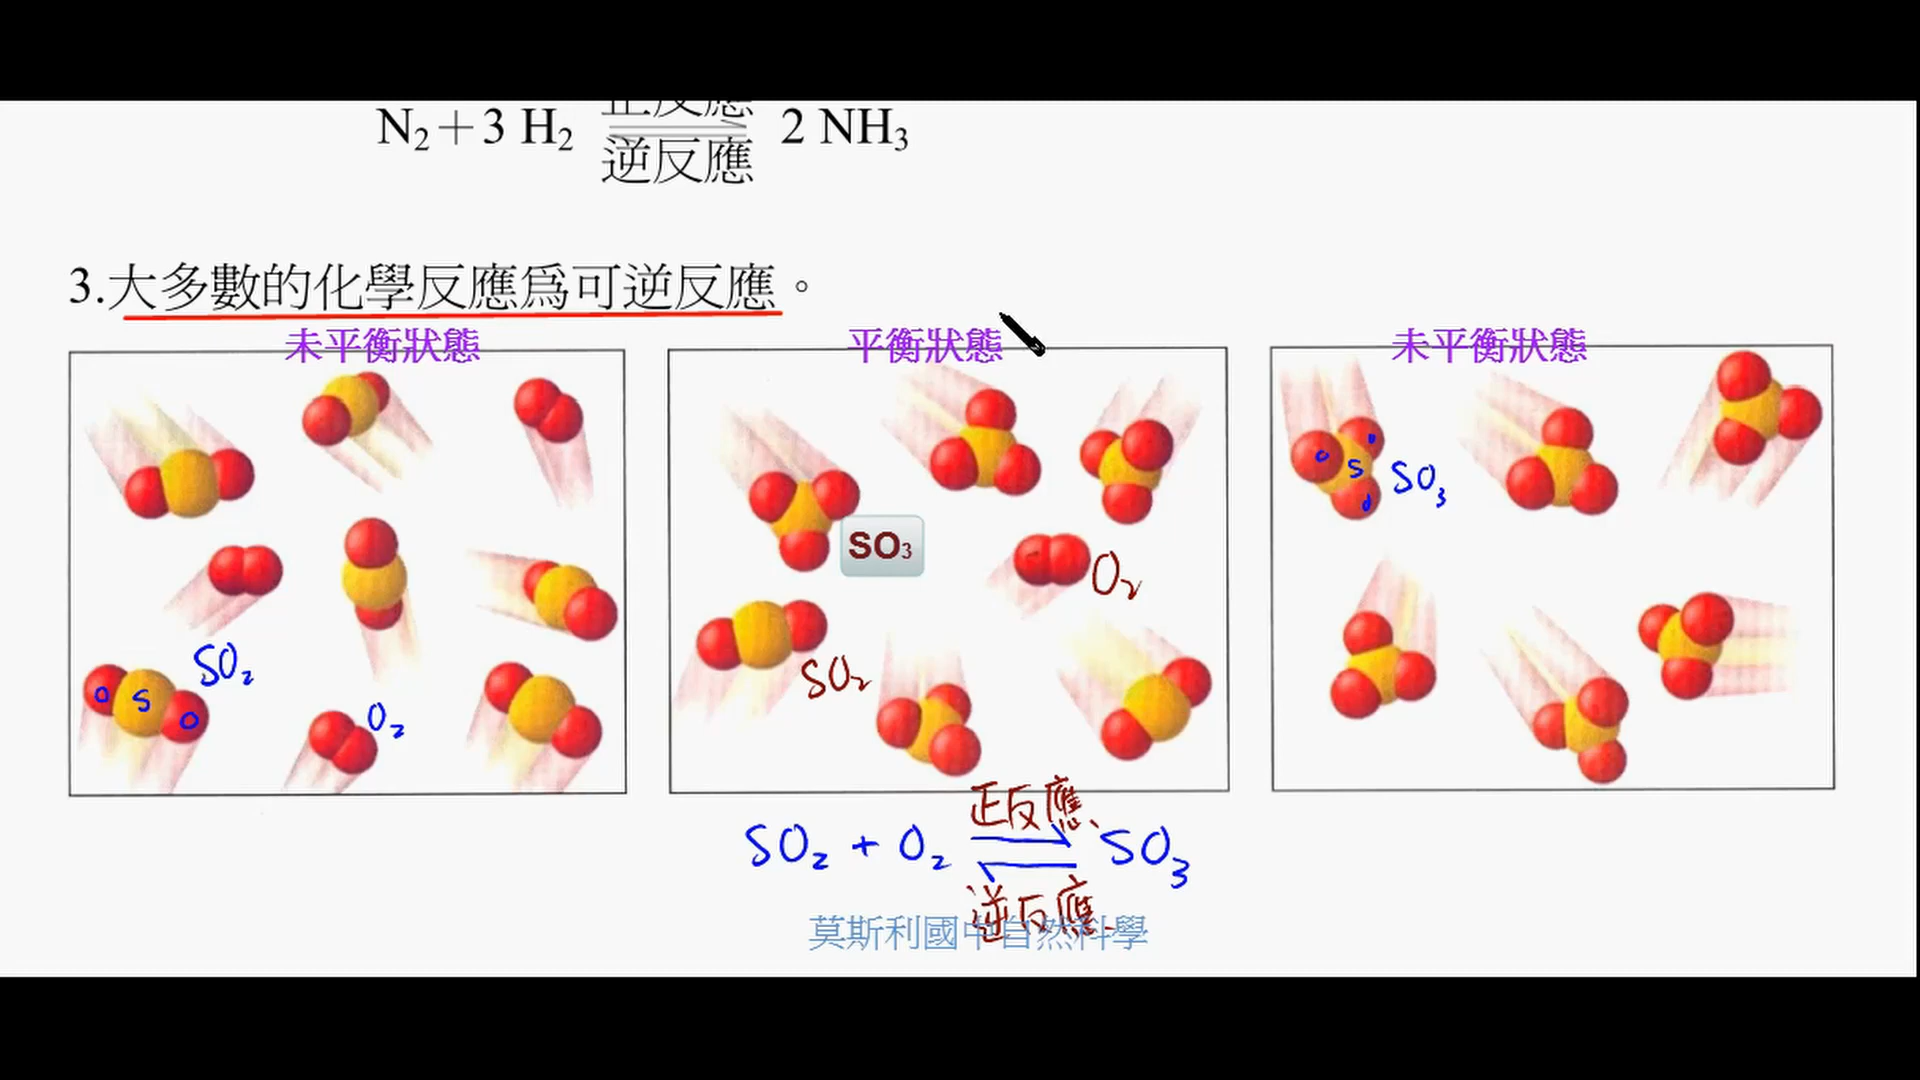 正反應
N₂＋3 H₂ ⇌ 2 NH₃
逆反應
3.大多數的化學反應爲可逆反應。
未平衡狀態
平衡狀態
未平衡狀態
O S O
SO₂
O₂
SO₃
O₂
SO₂
O S O
SO₃
正反應
SO₂ + O₂ ⇌ SO₃
逆反應
莫斯利國中自然科學